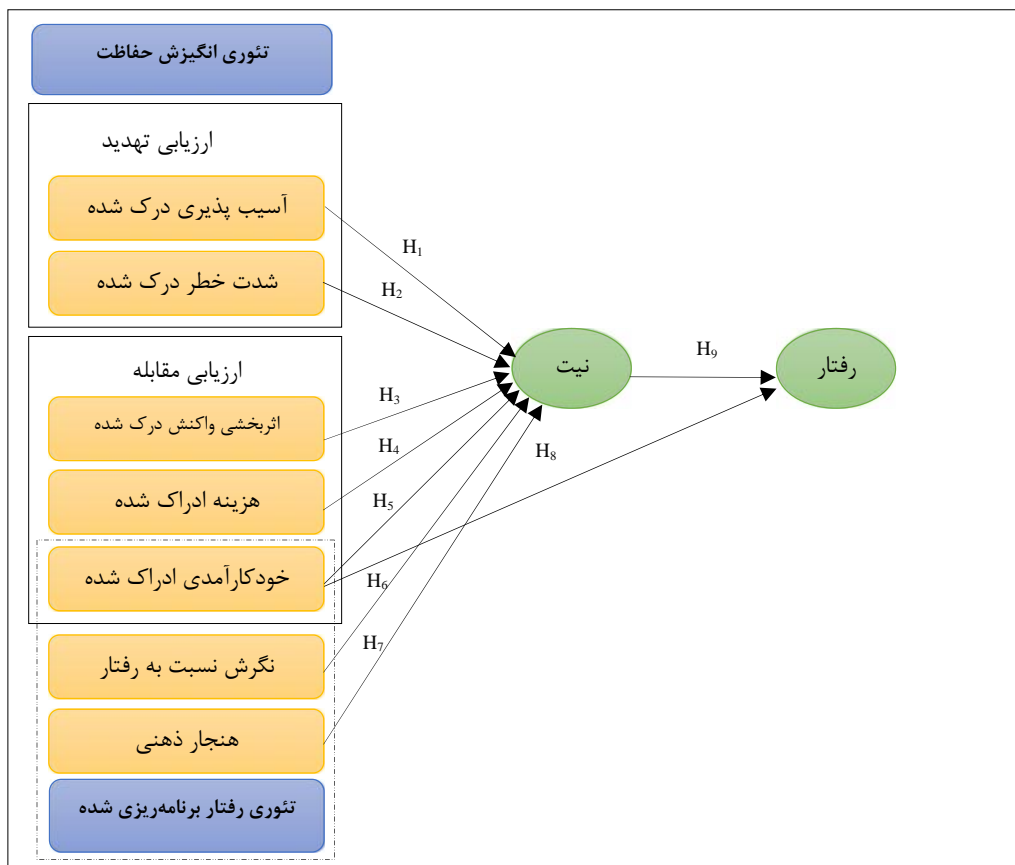 تئوری انگیزش حفاظت
ارزیابی تهدید
آسیب پذیری درک شده
شدت خطر درک شده
H₁
H₂
ارزیابی مقابله
اثربخشی واکنش درک شده
هزینه ادراک شده
خودکارآمدی ادراک شده
H₃
H₄
H₅
نیت
H₉
رفتار
H₈
H₆
H₇
نگرش نسبت به رفتار
هنجار ذهنی
تئوری رفتار برنامه‌ریزی شده